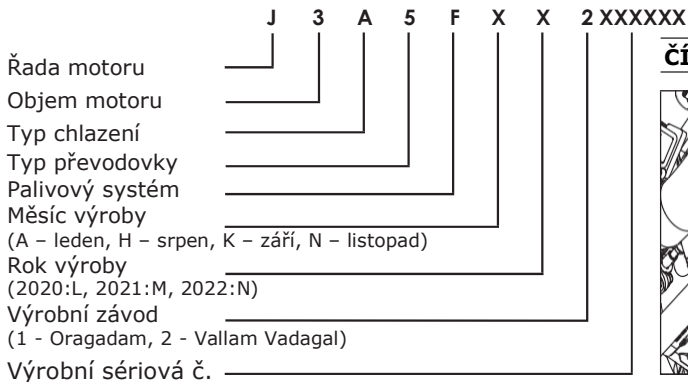 J 3 A 5 F X X 2 XXXXXX
ČÍ
Řada motoru
Objem motoru
Typ chlazení
Typ převodovky
Palivový systém
Měsíc výroby
(A – leden, H – srpen, K – září, N – listopad)
Rok výroby
(2020:L, 2021:M, 2022:N)
Výrobní závod
(1 - Oragadam, 2 - Vallam Vadagal)
Výrobní sériová č.